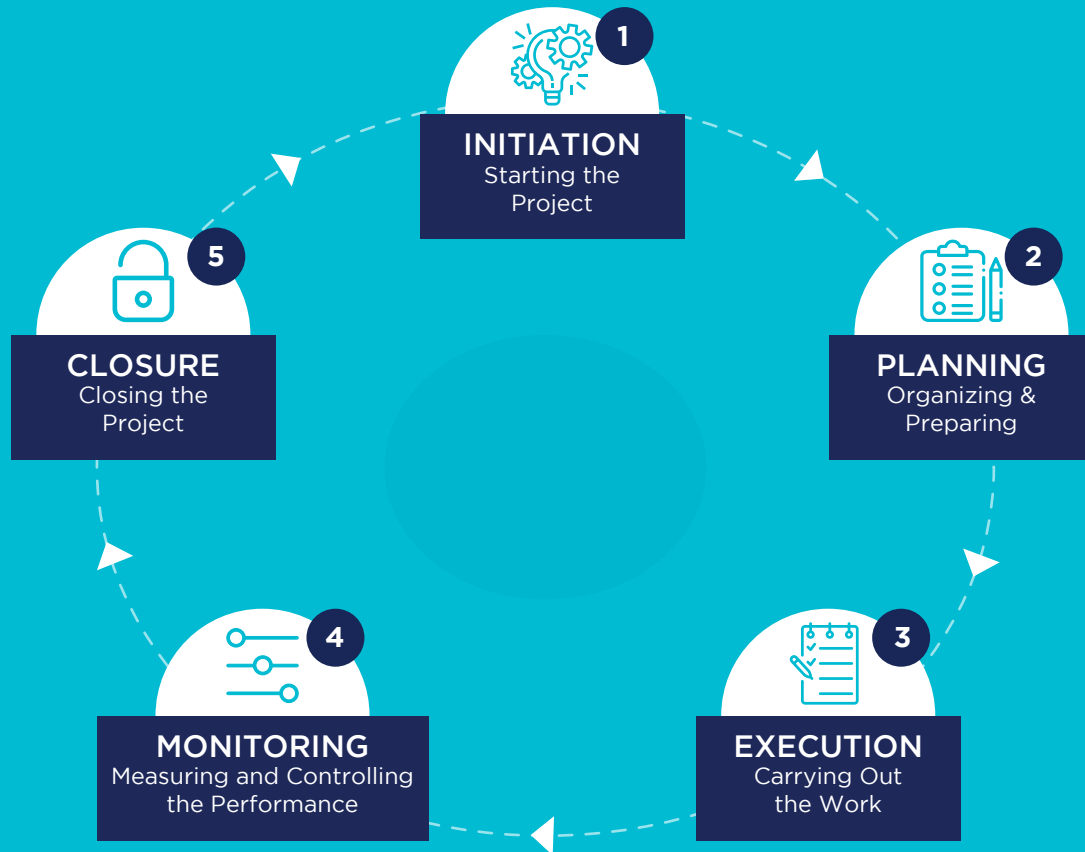 1
INITIATION
Starting the
Project
2
PLANNING
Organizing &
Preparing
3
EXECUTION
Carrying Out
the Work
4
MONITORING
Measuring and Controlling
the Performance
5
CLOSURE
Closing the
Project